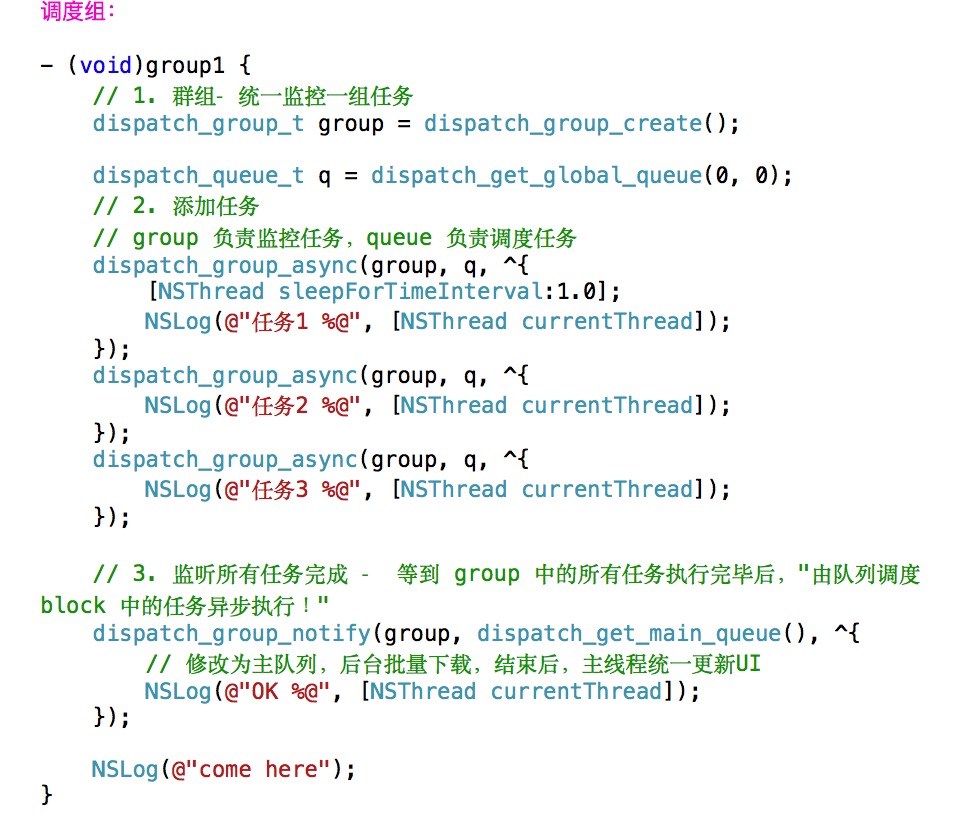 调度组：
- (void)group1 {
    // 1. 群组- 统一监控一组任务
    dispatch_group_t group = dispatch_group_create();
    dispatch_queue_t q = dispatch_get_global_queue(0, 0);
    // 2. 添加任务
    // group 负责监控任务，queue 负责调度任务
    dispatch_group_async(group, q, ^{
        [NSThread sleepForTimeInterval:1.0];
        NSLog(@"任务1 %@", [NSThread currentThread]);
    });
    dispatch_group_async(group, q, ^{
        NSLog(@"任务2 %@", [NSThread currentThread]);
    });
    dispatch_group_async(group, q, ^{
        NSLog(@"任务3 %@", [NSThread currentThread]);
    });
    // 3. 监听所有任务完成 -  等到 group 中的所有任务执行完毕后，"由队列调度
block 中的任务异步执行！"
    dispatch_group_notify(group, dispatch_get_main_queue(), ^{
        // 修改为主队列，后台批量下载，结束后，主线程统一更新UI
        NSLog(@"OK %@", [NSThread currentThread]);
    });
    NSLog(@"come here");
}